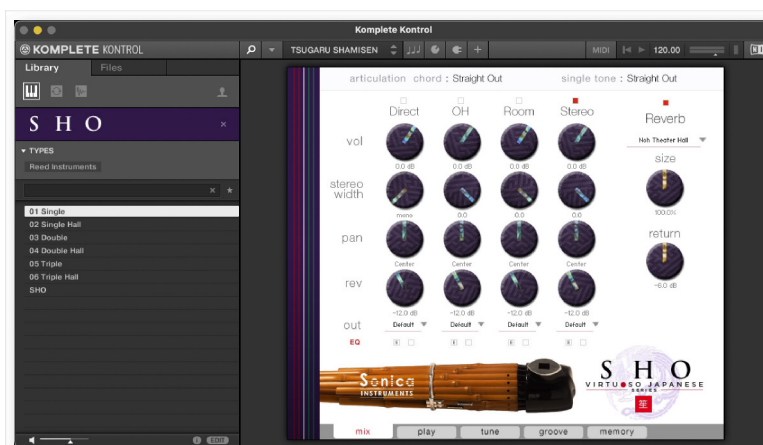 Komplete Kontrol
KOMPLETE KONTROL
TSUGARU SHAMISEN
MIDI
120.00
Library Files
SHO ×
TYPES
Reed Instruments
01 Single
02 Single Hall
03 Double
04 Double Hall
05 Triple
06 Triple Hall
SHO
EDIT
articulation chord : Straight Out single tone : Straight Out
Direct OH Room Stereo Reverb
vol
0.0 dB 0.0 dB 0.0 dB 0.0 dB
Noh Theater Hall
size
100.0%
stereo
width
mono 0.0 0.0 0.0
pan
Center Center Center Center
return
-6.0 dB
rev
-12.0 dB -12.0 dB -12.0 dB -12.0 dB
out Default Default Default Default
EQ
Sonica
INSTRUMENTS
SHO
VIRTUOSO JAPANESE
SERIES
笙
mix play tune groove memory